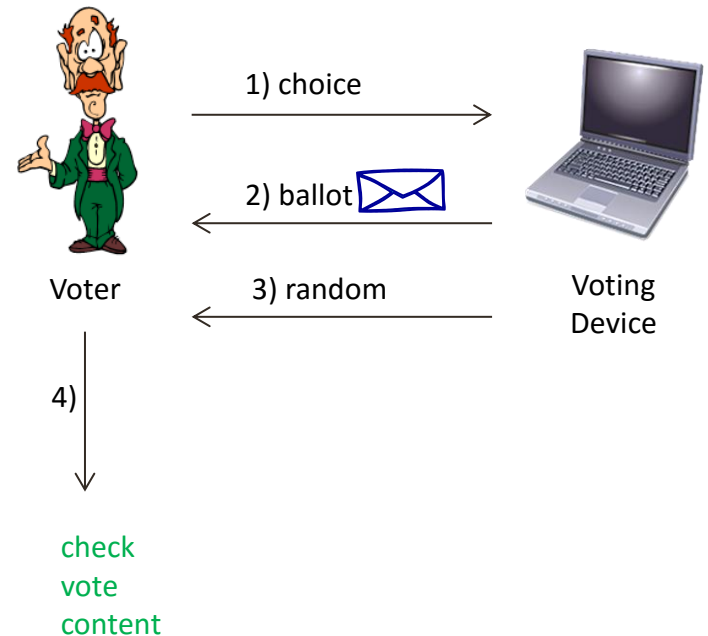 1) choice
2) ballot
Voter
3) random
Voting
Device
4)
check
vote
content